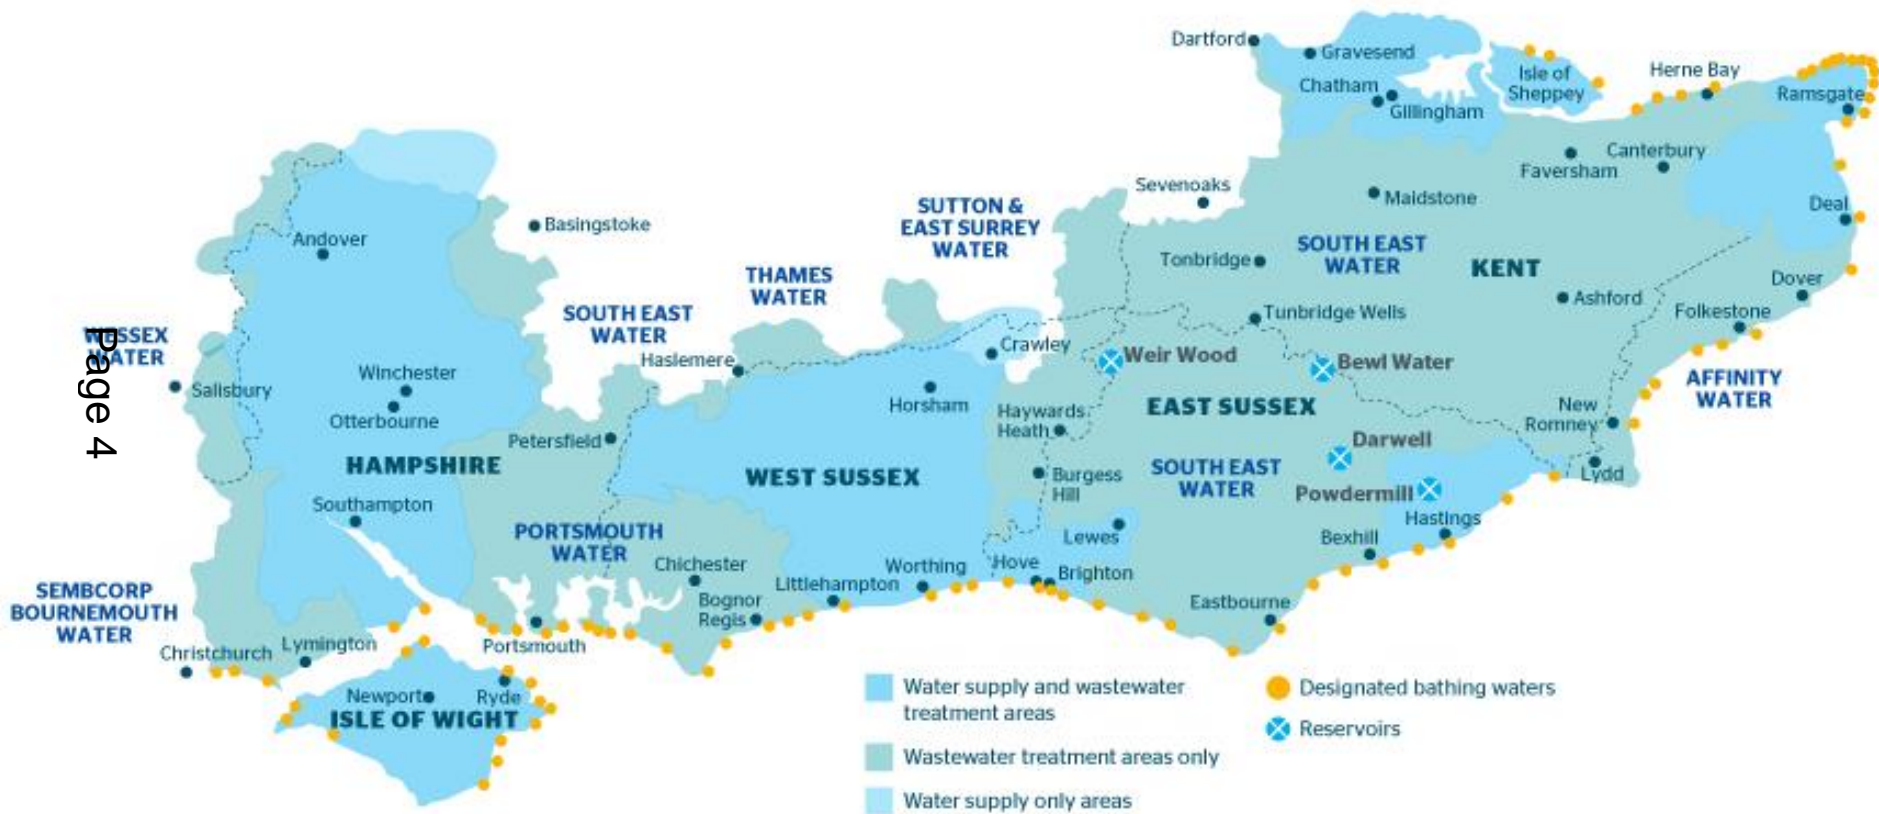 Dartford
Gravesend
Chatham
Gillingham
Isle of
Sheppey
Herne Bay
Ramsgate
Faversham
Canterbury
Sevenoaks
Maidstone
Deal
Basingstoke
Andover
SUTTON &
EAST SURREY
WATER
Tonbridge
SOUTH EAST
WATER
KENT
Dover
THAMES
WATER
SOUTH EAST
WATER
Ashford
Folkestone
Tunbridge Wells
WESSEX
WATER
Page 4
Salisbury
Winchester
Otterbourne
Haslemere
Crawley
Weir Wood
Bewl Water
AFFINITY
WATER
Horsham
Haywards
Heath
EAST SUSSEX
New
Romney
Petersfield
HAMPSHIRE
WEST SUSSEX
Darwell
Burgess
Hill
SOUTH EAST
WATER
Powdermill
Lydd
Southampton
Hastings
PORTSMOUTH
WATER
Lewes
Bexhill
Chichester
Littlehampton
Worthing
Hove
Brighton
SEMBCORP
BOURNEMOUTH
WATER
Bognor
Regis
Eastbourne
Christchurch
Lymington
Portsmouth
Newport
Ryde
ISLE OF WIGHT
Water supply and wastewater
treatment areas
Wastewater treatment areas only
Water supply only areas
Designated bathing waters
Reservoirs